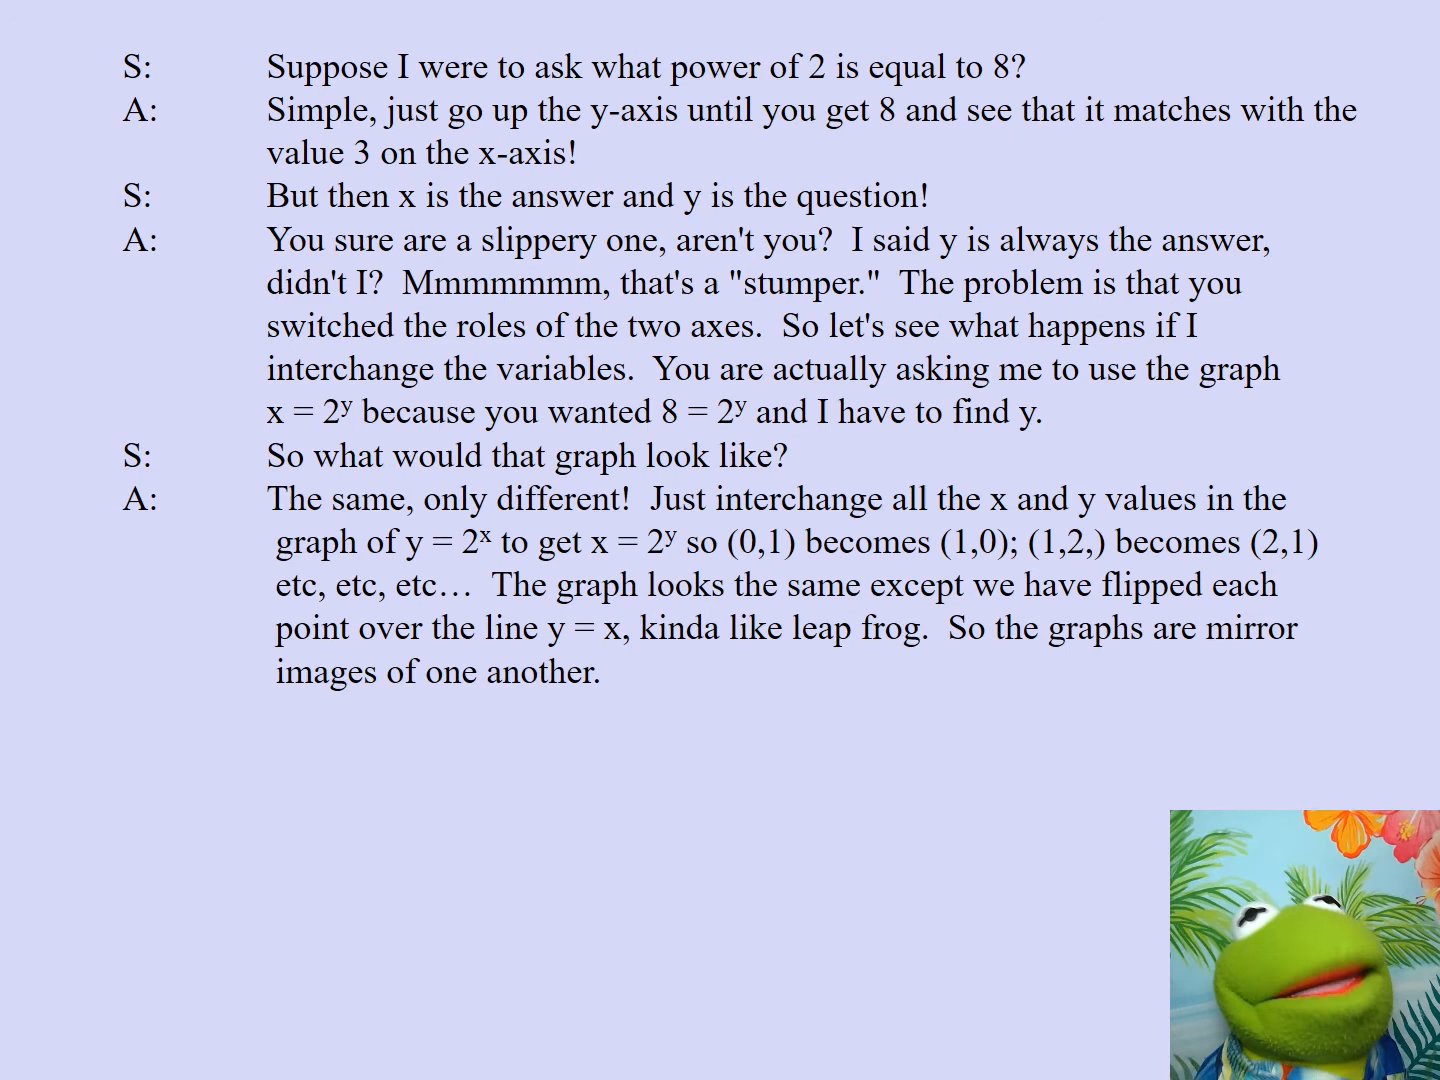 S: Suppose I were to ask what power of 2 is equal to 8?
A: Simple, just go up the y-axis until you get 8 and see that it matches with the
value 3 on the x-axis!
S: But then x is the answer and y is the question!
A: You sure are a slippery one, aren't you?  I said y is always the answer,
didn't I?  Mmmmmmm, that's a "stumper."  The problem is that you
switched the roles of the two axes.  So let's see what happens if I
interchange the variables.  You are actually asking me to use the graph
x = 2ʸ because you wanted 8 = 2ʸ and I have to find y.
S: So what would that graph look like?
A: The same, only different!  Just interchange all the x and y values in the
graph of y = 2ˣ to get x = 2ʸ so (0,1) becomes (1,0); (1,2,) becomes (2,1)
etc, etc, etc…  The graph looks the same except we have flipped each
point over the line y = x, kinda like leap frog.  So the graphs are mirror
images of one another.